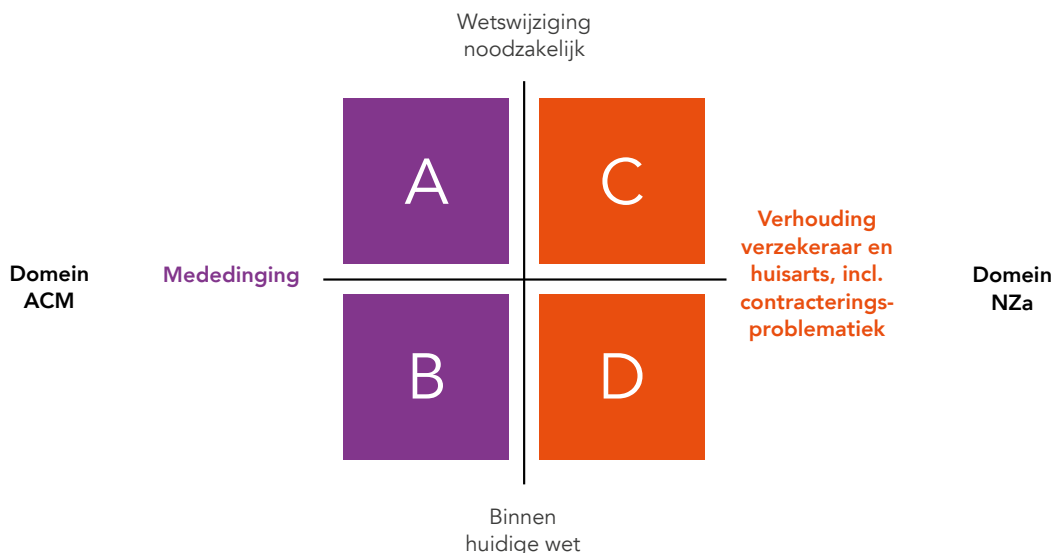 Wetswijziging
noodzakelijk
A
C
Domein
ACM
Mededinging
Verhouding
verzekeraar en
huisarts, incl.
contracterings-
problematiek
Domein
NZa
B
D
Binnen
huidige wet